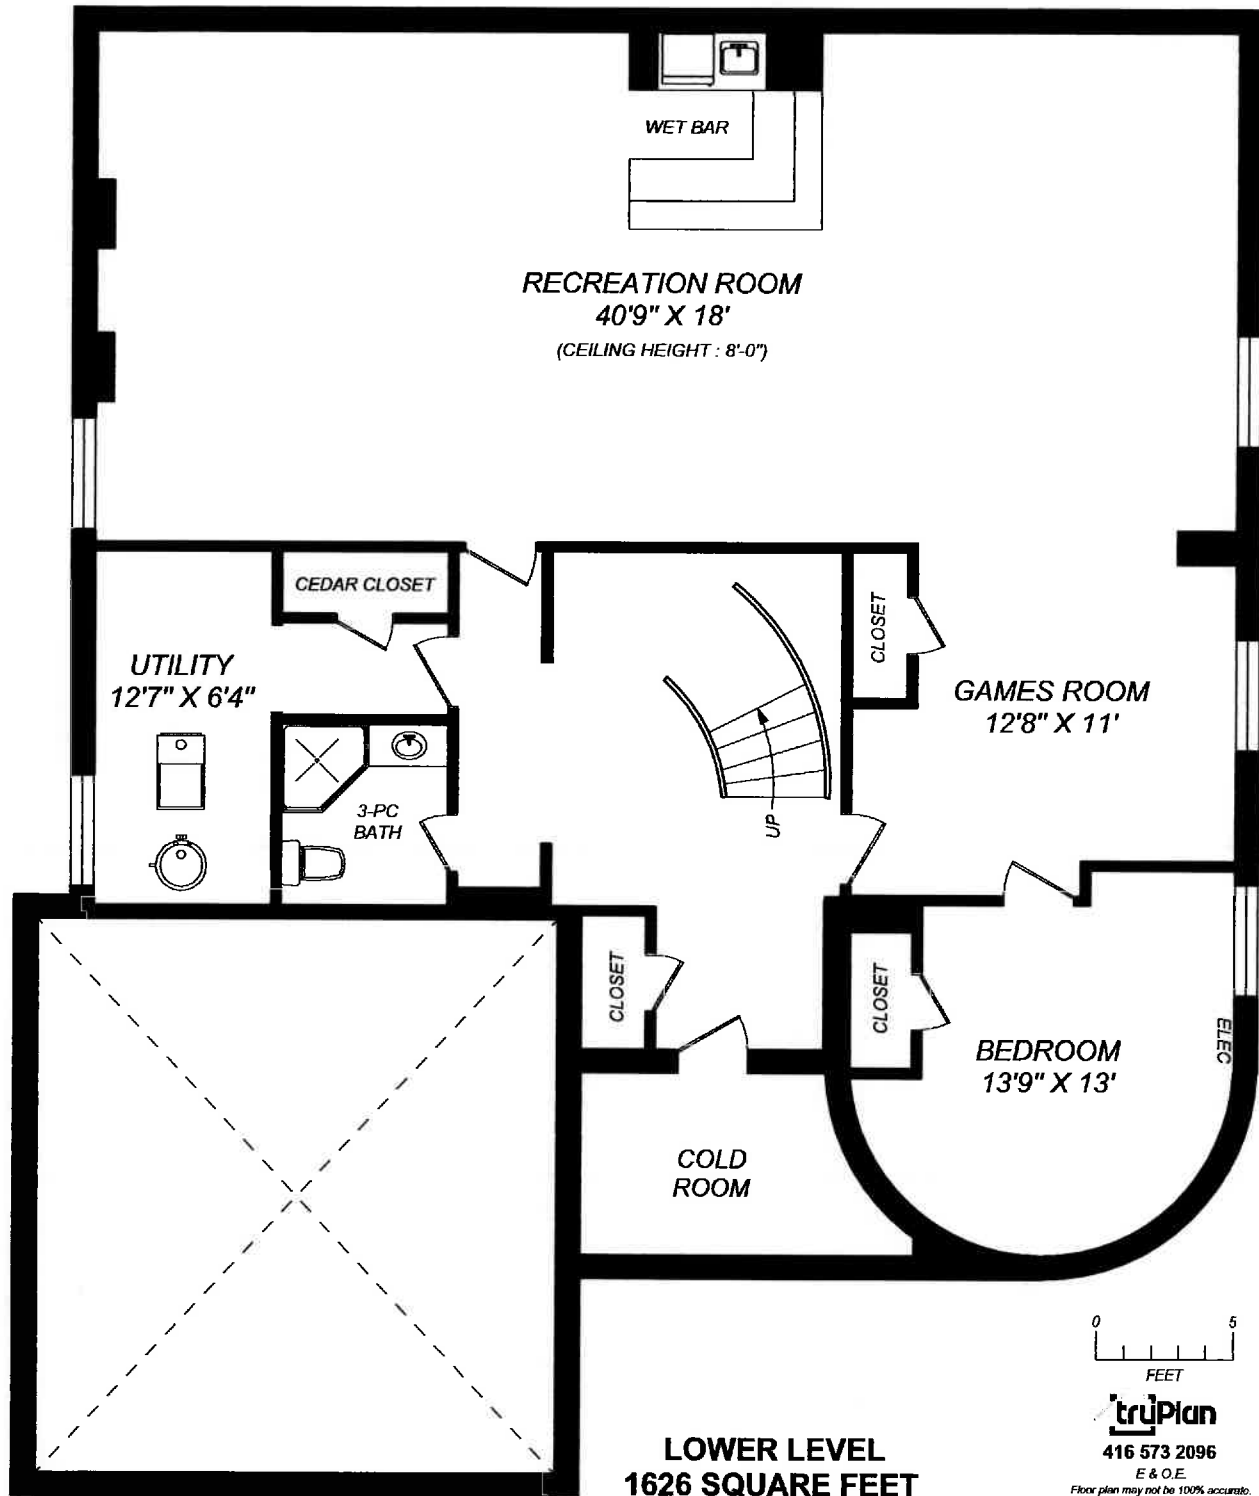 WET BAR
RECREATION ROOM
40'9" X 18'
(CEILING HEIGHT : 8'-0")
CEDAR CLOSET
UTILITY
12'7" X 6'4"
CLOSET
GAMES ROOM
12'8" X 11'
3-PC
BATH
UP
CLOSET
CLOSET
BEDROOM
13'9" X 13'
ELEC
COLD
ROOM
0 5
FEET
truPlan
416 573 2096
E & O.E.
Floor plan may not be 100% accurate.
LOWER LEVEL
1626 SQUARE FEET